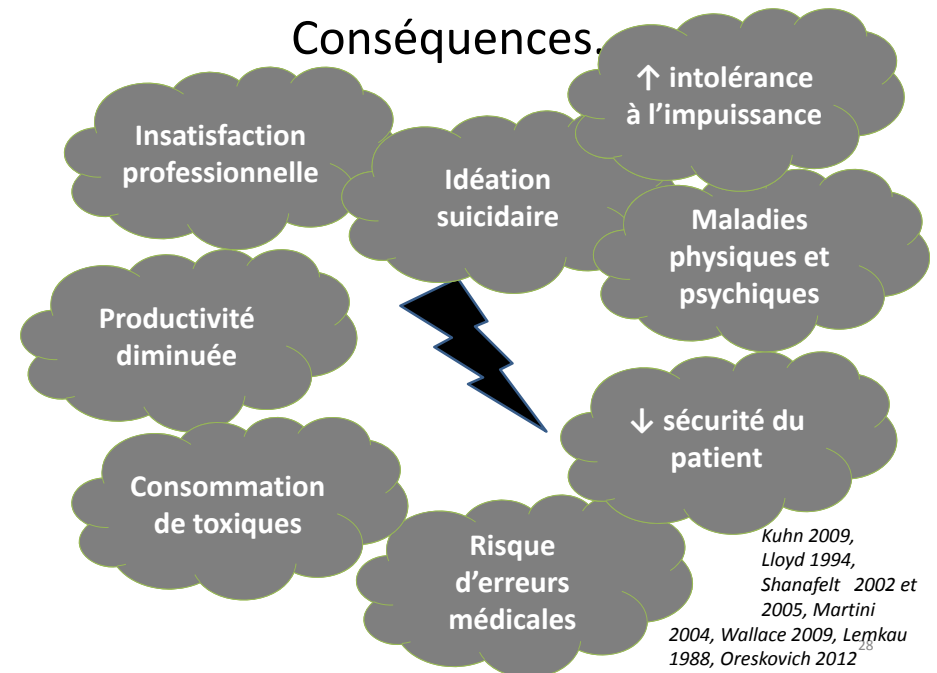 Conséquences.
↑ intolérance
à l’impuissance
Insatisfaction
professionnelle
Idéation
suicidaire
Maladies
physiques et
psychiques
Productivité
diminuée
↓ sécurité du
patient
Consommation
de toxiques
Risque
d’erreurs
médicales
Kuhn 2009,
Lloyd 1994,
Shanafelt 2002 et
2005, Martini
2004, Wallace 2009, Lemkau
1988, Oreskovich 2012
28